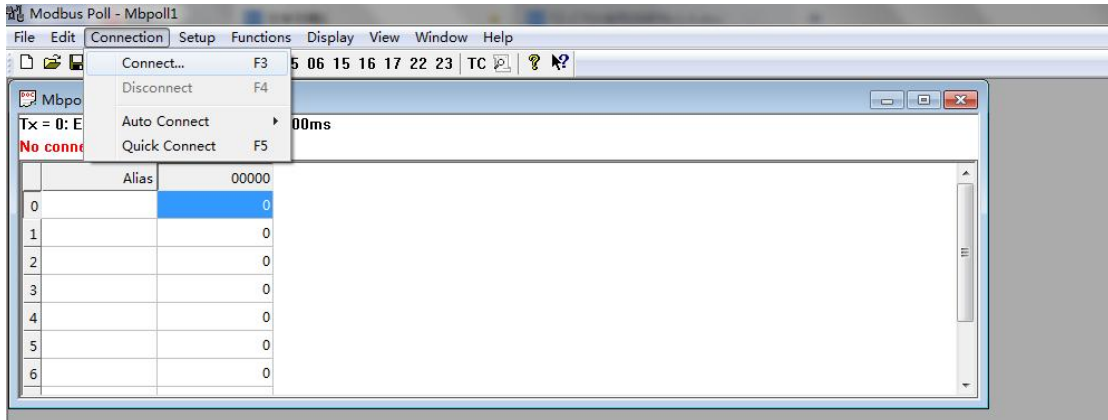 Modbus Poll - Mbpoll1
File Edit Connection Setup Functions Display View Window Help
5 06 15 16 17 22 23 TC
Connect... F3
Disconnect F4
Auto Connect
Quick Connect F5
Mbpo
Tx = 0: E 00ms
No conne
Alias 00000
0 0
1 0
2 0
3 0
4 0
5 0
6 0